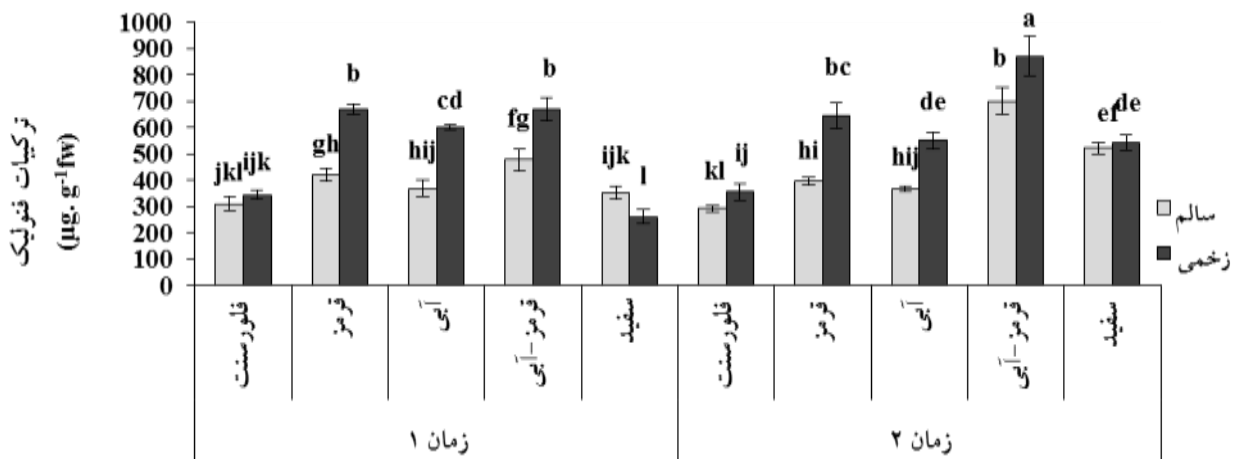 ترکیبات فنولیک
(µg. g-1fw)
1000
900
800
700
600
500
400
300
200
100
0
jkl ijk gh b hij cd fg b ijk l kl ij hi bc hij de b a ef de
فلورسنت قرمز آبی قرمز-آبی سفید فلورسنت قرمز آبی قرمز-آبی سفید
زمان ۱ زمان ۲
سالم
زخمی